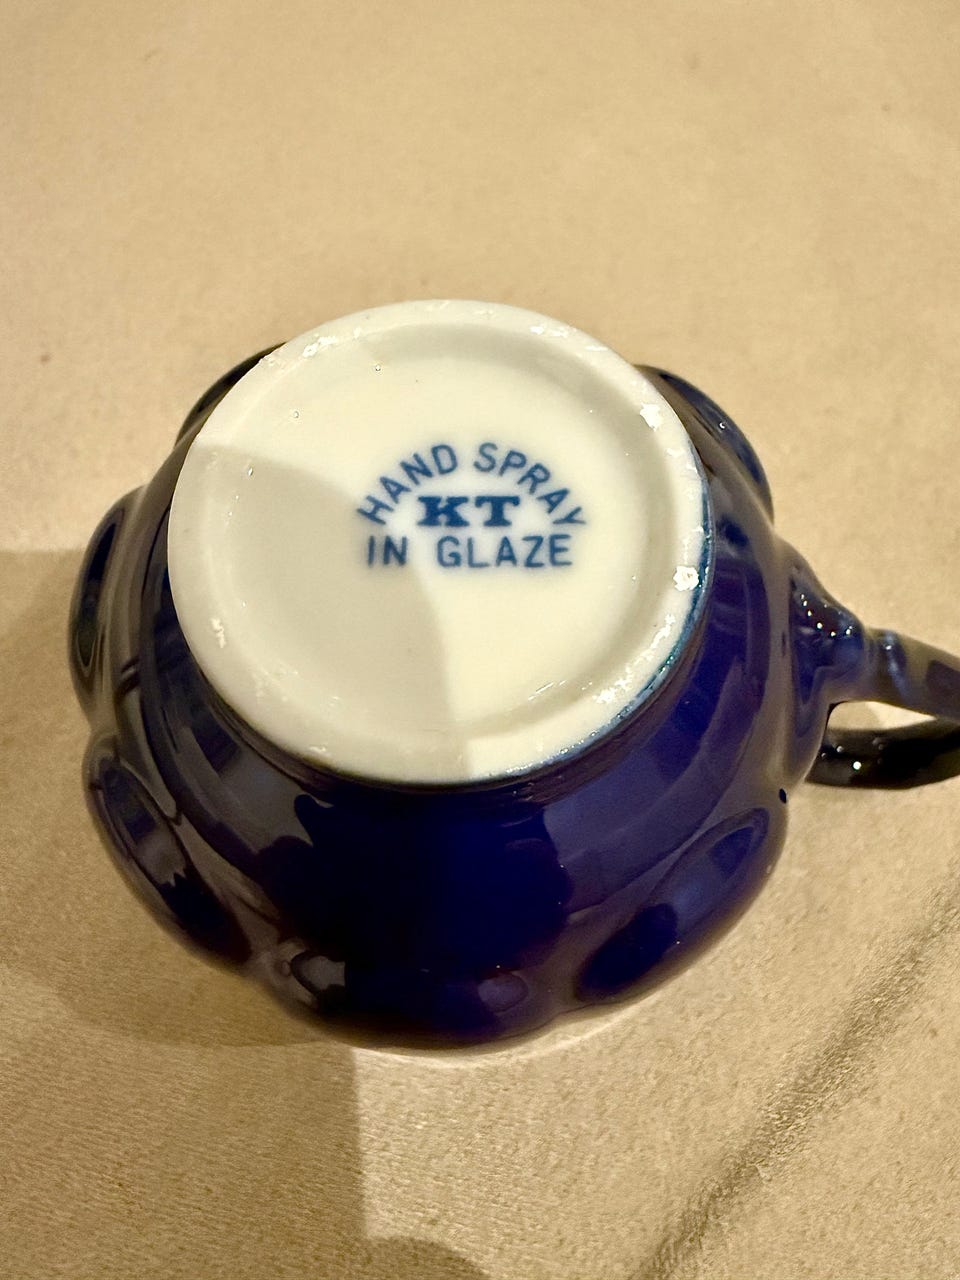 HAND SPRAY
KT
IN GLAZE